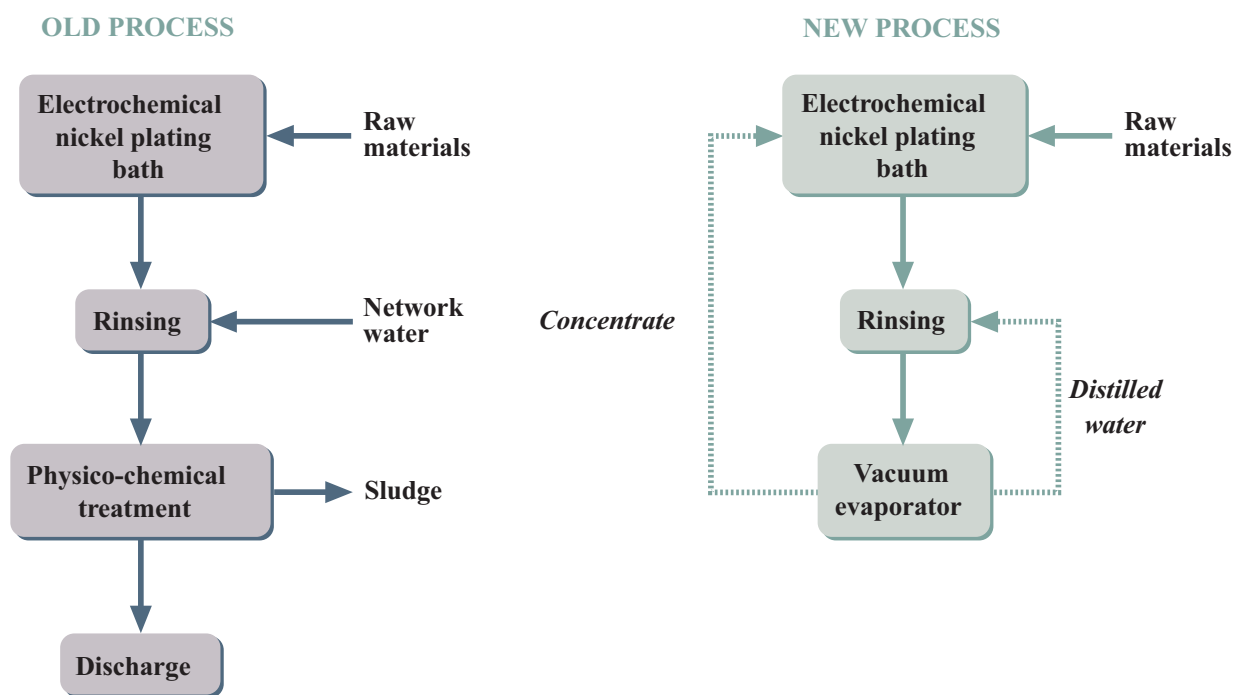 OLD PROCESS
Electrochemical
nickel plating
bath
Raw
materials
Rinsing
Network
water
Physico-chemical
treatment
Sludge
Discharge
NEW PROCESS
Electrochemical
nickel plating
bath
Raw
materials
Concentrate
Rinsing
Distilled
water
Vacuum
evaporator